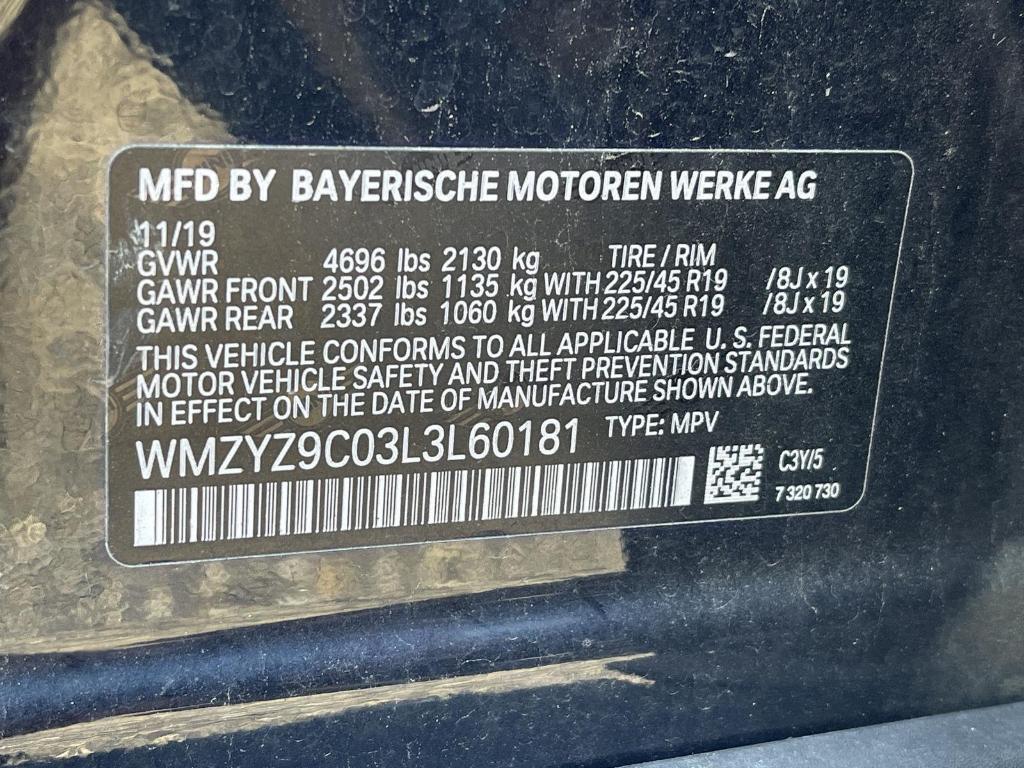 MFD BY BAYERISCHE MOTOREN WERKE AG
11/19
GVWR 4696 lbs 2130 kg TIRE / RIM
GAWR FRONT 2502 lbs 1135 kg WITH 225/45 R19 /8J x 19
GAWR REAR 2337 lbs 1060 kg WITH 225/45 R19 /8J x 19
THIS VEHICLE CONFORMS TO ALL APPLICABLE U. S. FEDERAL
MOTOR VEHICLE SAFETY AND THEFT PREVENTION STANDARDS
IN EFFECT ON THE DATE OF MANUFACTURE SHOWN ABOVE.
WMZYZ9C03L3L60181 TYPE: MPV
C3Y/5
7 320 730